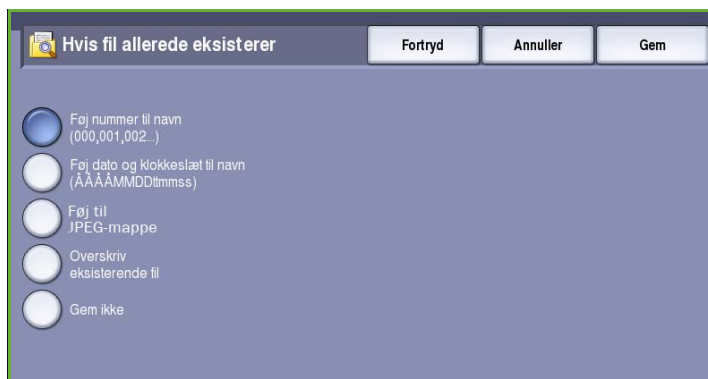 Hvis fil allerede eksisterer
Fortryd
Annuller
Gem
Føj nummer til navn
(000,001,002...)
Føj dato og klokkeslæt til navn
(ÅÅÅÅMMDDttmmss)
Føj til
JPEG-mappe
Overskriv
eksisterende fil
Gem ikke